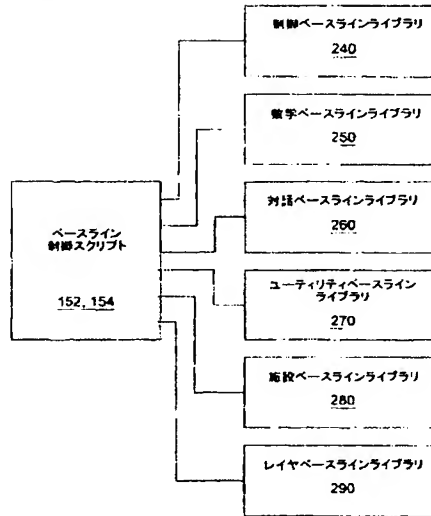 制御ベースラインライブラリ
240
数学ベースラインライブラリ
250
対話ベースラインライブラリ
260
ベースライン
制御スクリプト
152, 154
ユーティリティベースライン
ライブラリ
270
施設ベースラインライブラリ
280
レイヤベースラインライブラリ
290